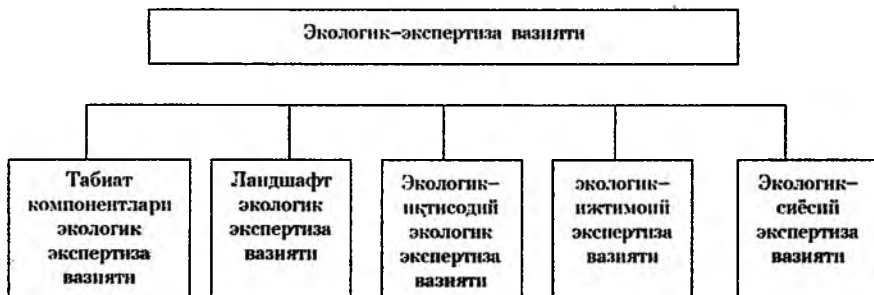 Экологик-экспертиза вазияти
Табиат
компонентлари
экологик
экспертиза
вазияти
Ландшафт
экологик
экспертиза
вазияти
Экологик-
иқтисодий
экологик
экспертиза
вазияти
экологик-
ижтимоий
экспертиза
вазияти
Экологик-
сиёсий
экспертиза
вазияти